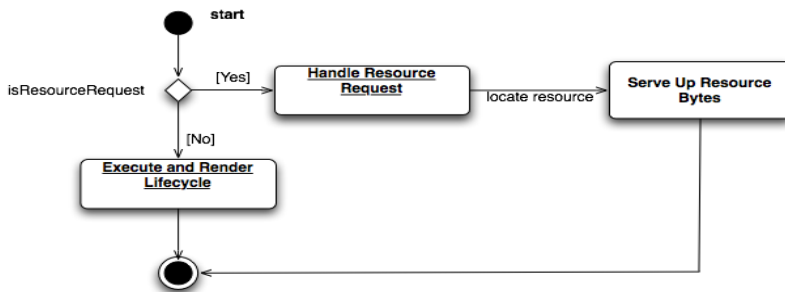 start
isResourceRequest
[Yes]
Handle Resource
Request
locate resource
Serve Up Resource
Bytes
[No]
Execute and Render
Lifecycle